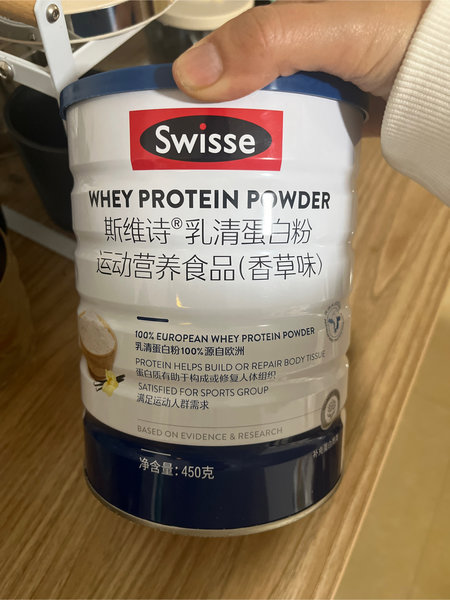 Swisse
WHEY PROTEIN POWDER
斯维诗®乳清蛋白粉
运动营养食品(香草味)
100% EUROPEAN WHEY PROTEIN POWDER
乳清蛋白粉100%源自欧洲
PROTEIN HELPS BUILD OR REPAIR BODY TISSUE
蛋白质有助于构成或修复人体组织
SATISFIED FOR SPORTS GROUP
满足运动人群需求
BASED ON EVIDENCE & RESEARCH
净含量:450克